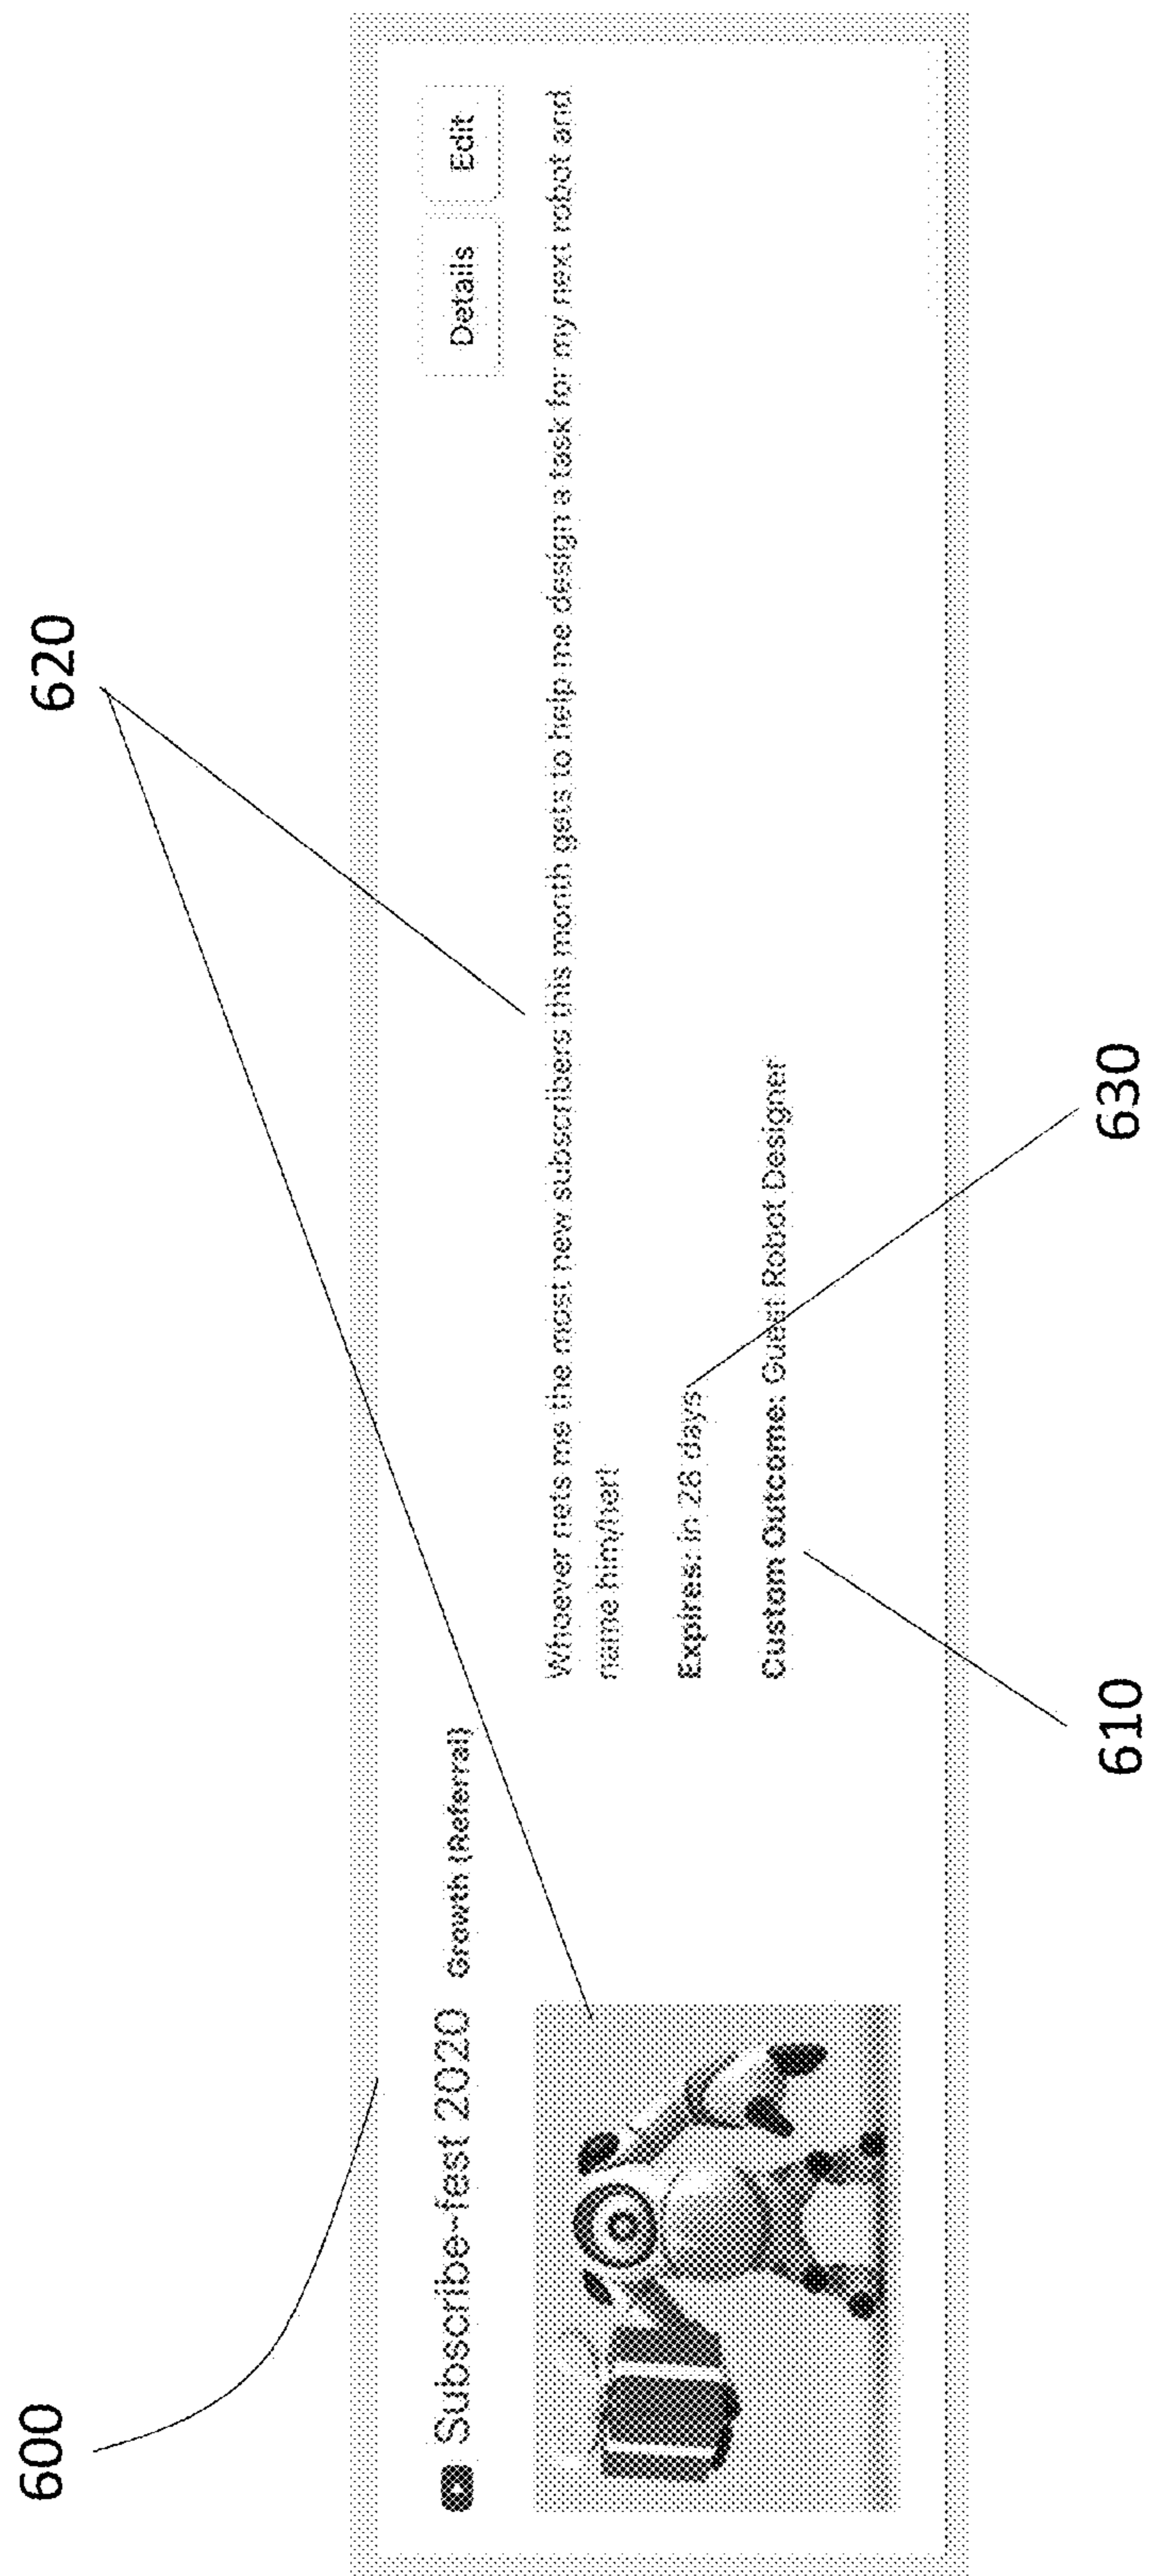 600
620
Subscribe-fest 2020 Growth (Referral) Details Edit
Whoever nets me the most new subscribers this month gets to help me design a task for my next robot and
name him/her!
Expires: in 28 days
Custom Outcome: Guest Robot Designer
610
630